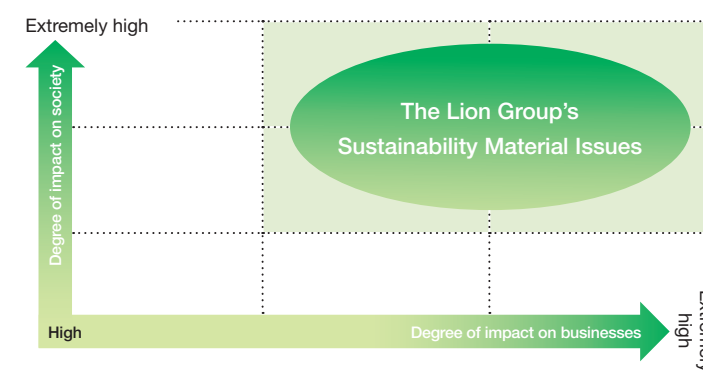 Extremely high
Degree of impact on society
The Lion Group's
Sustainability Material Issues
High
Degree of impact on businesses
Extremely
high